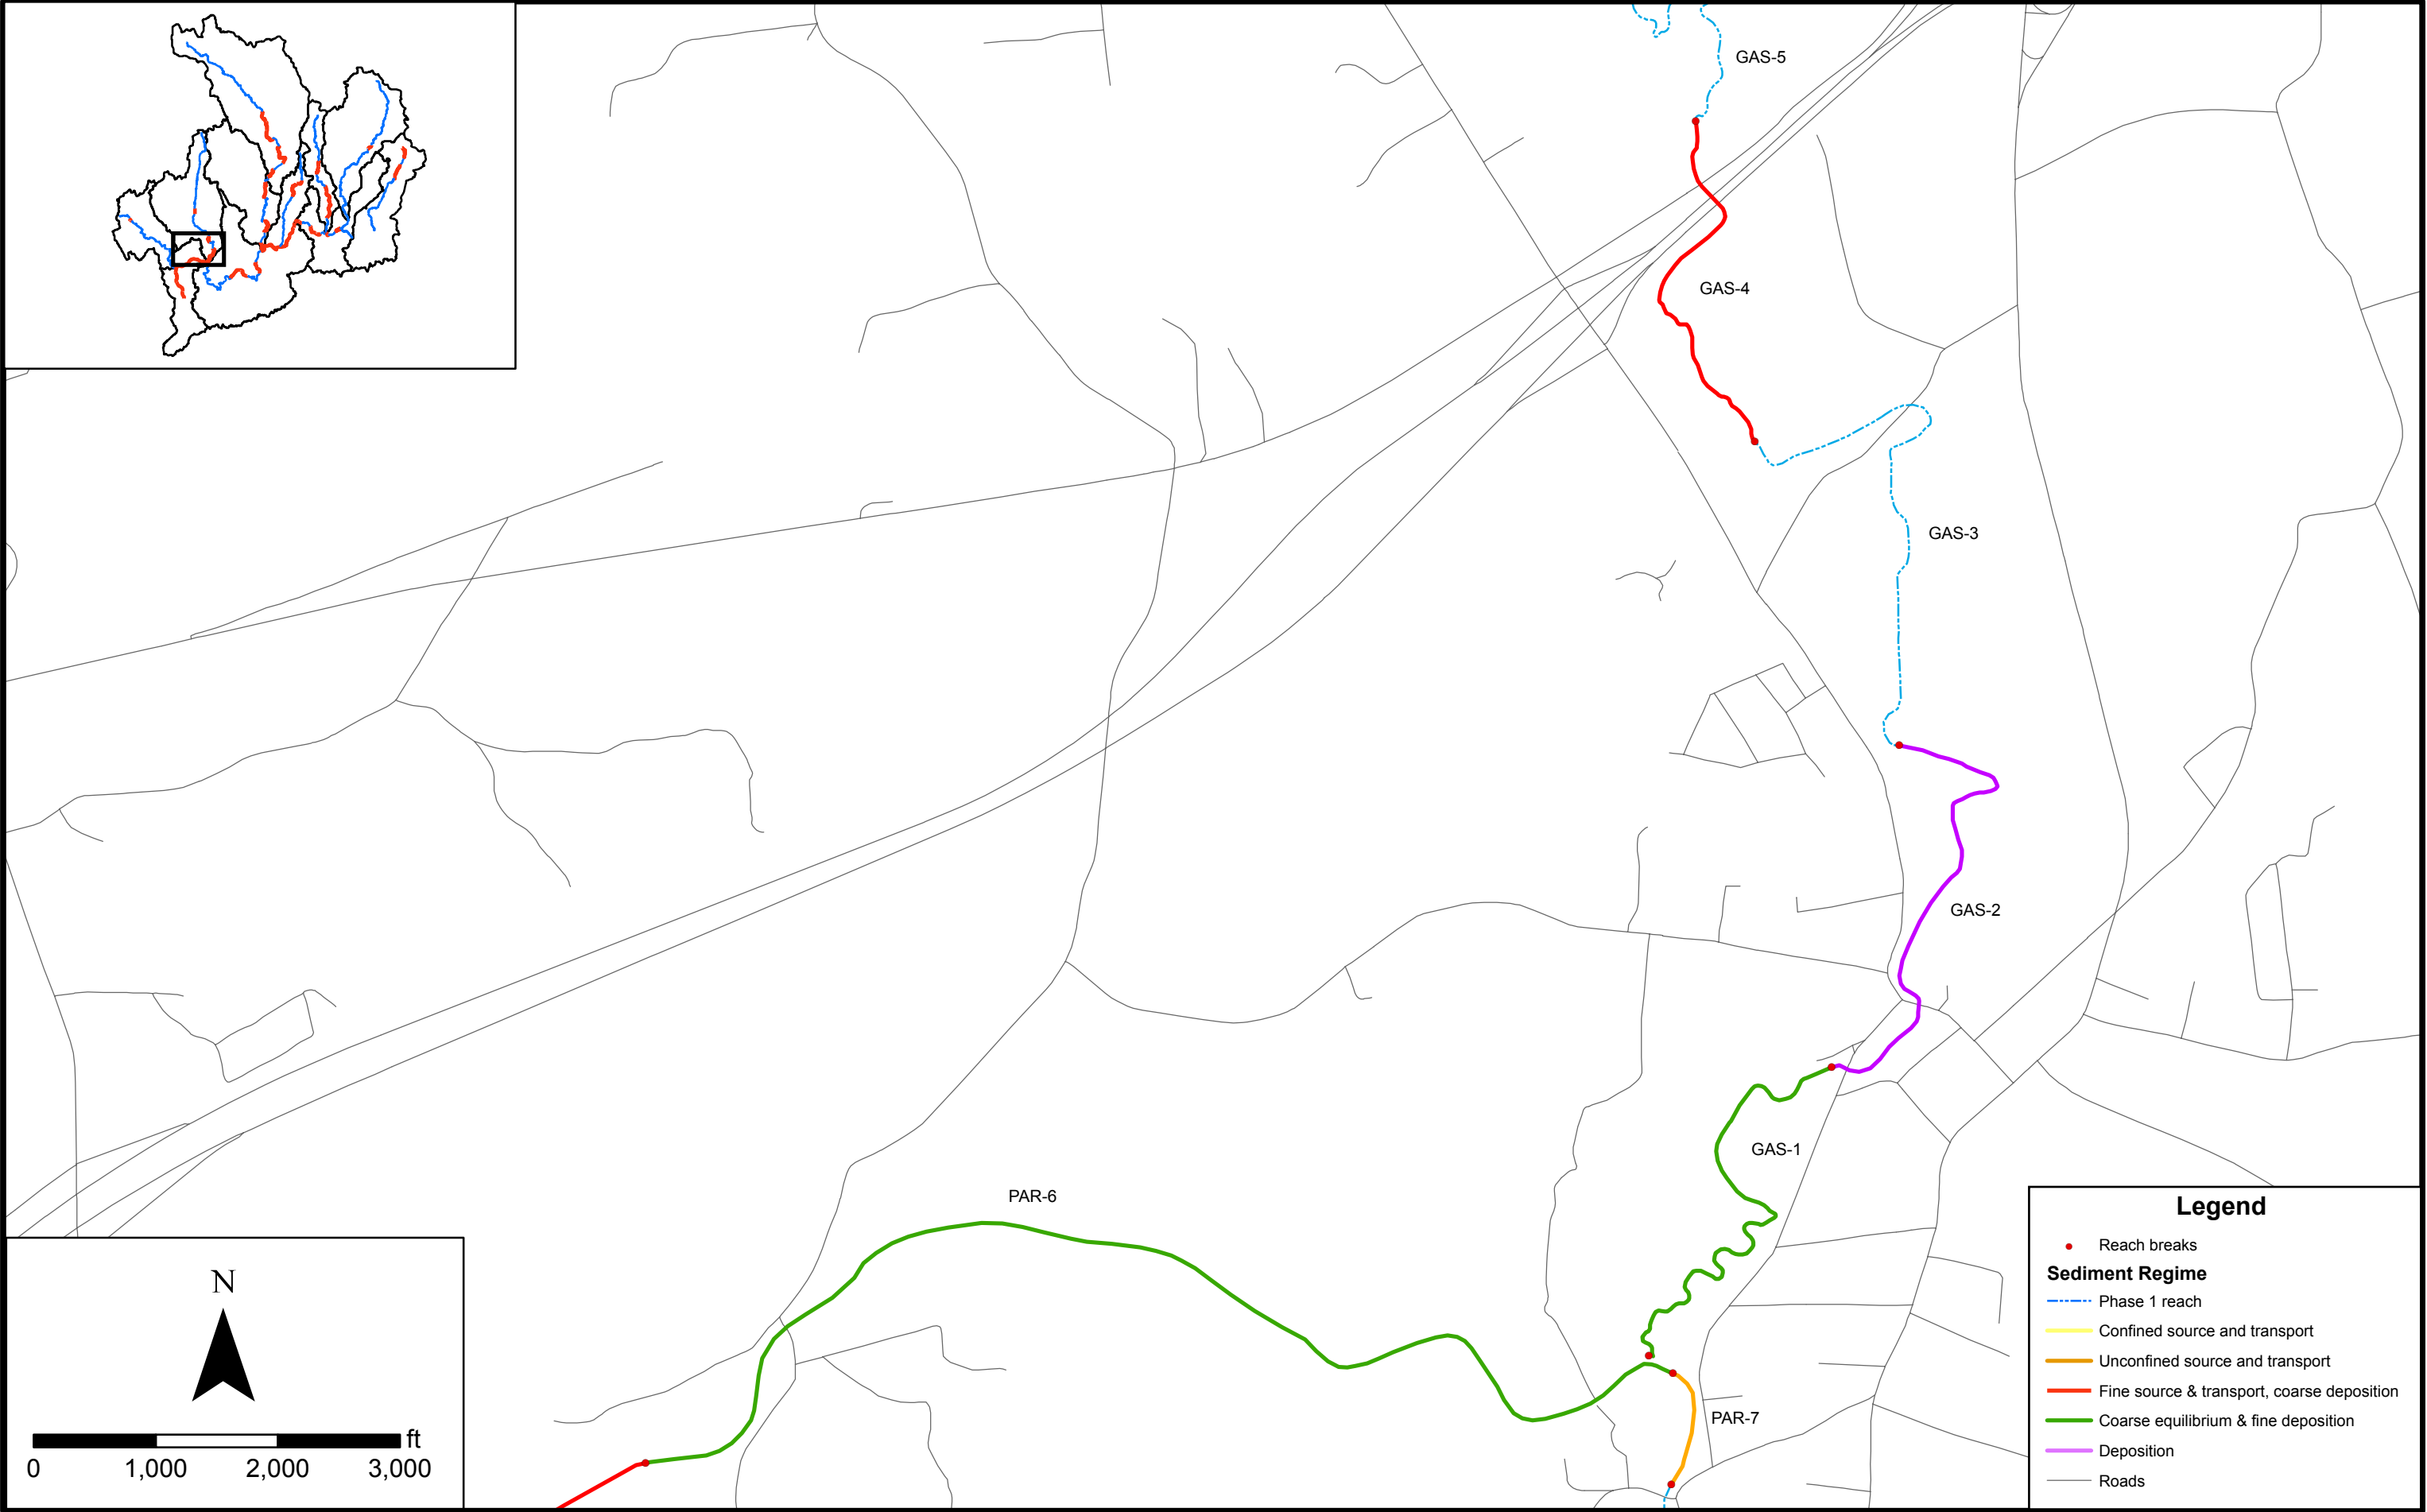 GAS-5
GAS-4
GAS-3
GAS-2
GAS-1
PAR-6
PAR-7
N
ft
0 1,000 2,000 3,000
Legend
Reach breaks
Sediment Regime
Phase 1 reach
Confined source and transport
Unconfined source and transport
Fine source & transport, coarse deposition
Coarse equilibrium & fine deposition
Deposition
Roads